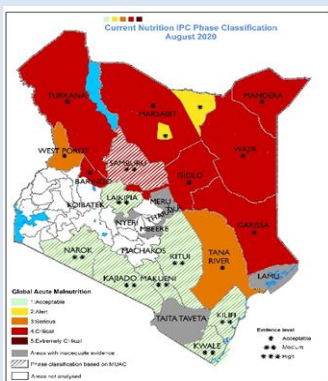 Current Nutrition IPC Phase Classification
August 2020
TURKANA
MANDERA
MARSABIT
WAJIR
WEST POKOT
SAMBURU
ISIOLO
BARINGO
LAIKIPIA
MERU
KOIBATEK
THARAKA
NYERI
MBEERE
GARISSA
TANA
RIVER
KITUI
NAROK
MACHAKOS
LAMU
KAJIADO
MAKUENI
TAITA TAVETA
KILIFI
KWALE
Global Acute Malnutrition
1:Acceptable
2:Alert
3:Serious
4:Critical
5:Extremely Critical
Areas with inadequate evidence
Phase classification based on MUAC
Areas not analysed
Evidence level
* Acceptable
** Medium
*** High